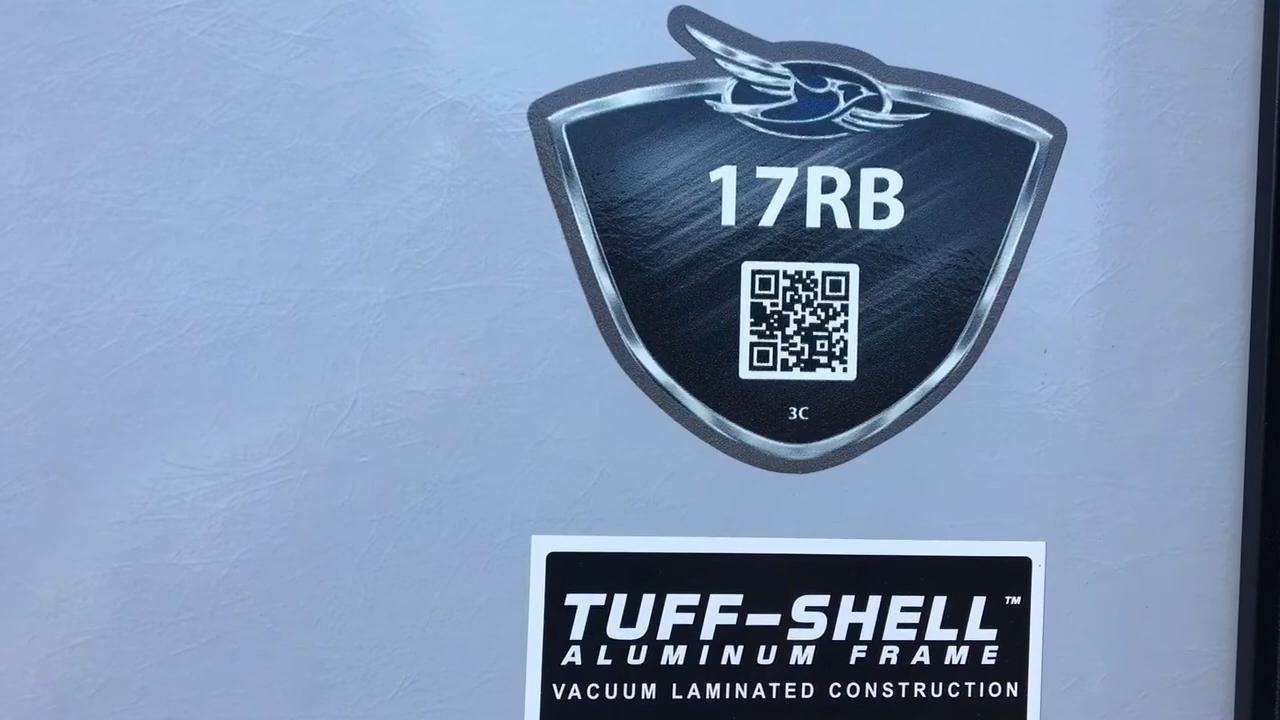 17RB
3C
TUFF-SHELL™
ALUMINUM FRAME
VACUUM LAMINATED CONSTRUCTION